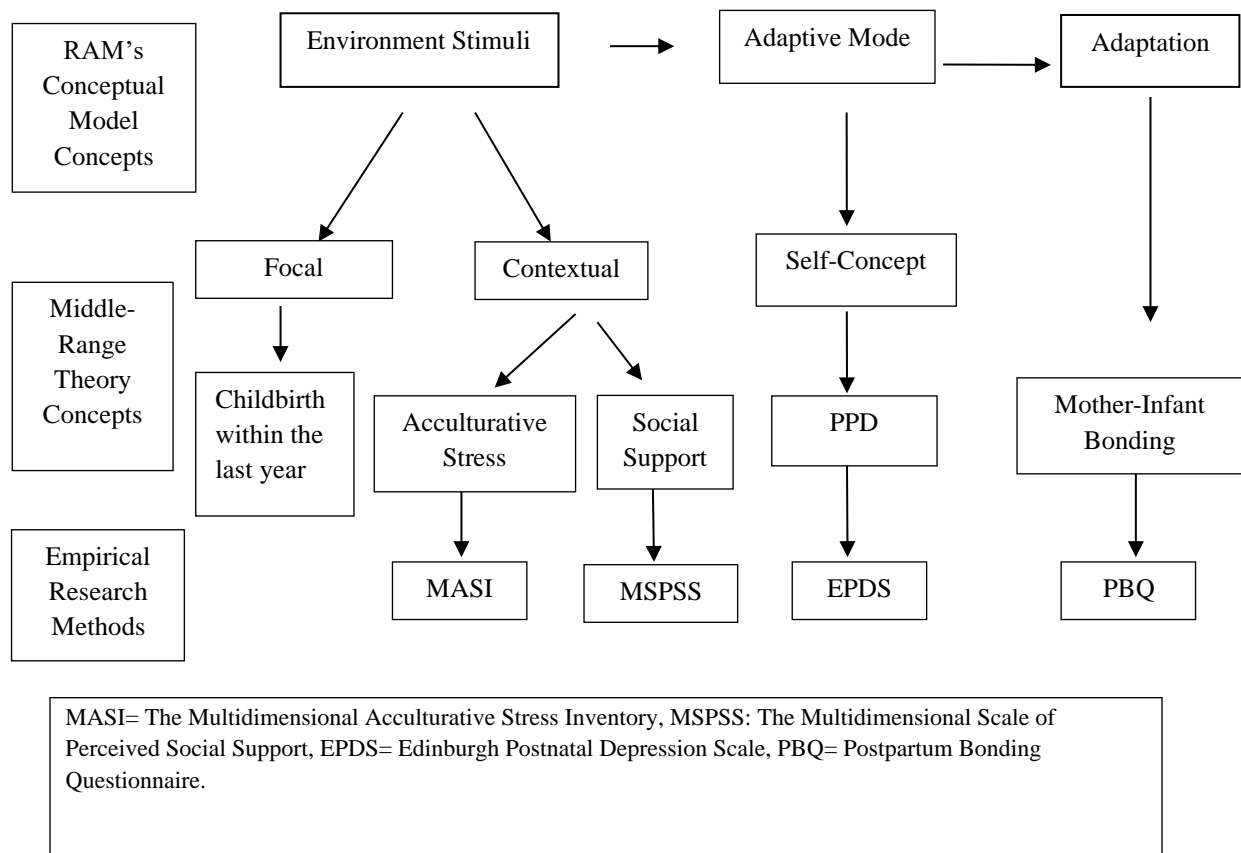 RAM's
Conceptual
Model
Concepts
Environment Stimuli
Adaptive Mode
Adaptation
Focal
Contextual
Self-Concept
Middle-
Range
Theory
Concepts
Childbirth
within the
last year
Acculturative
Stress
Social
Support
PPD
Mother-Infant
Bonding
Empirical
Research
Methods
MASI
MSPSS
EPDS
PBQ
MASI= The Multidimensional Acculturative Stress Inventory, MSPSS: The Multidimensional Scale of
Perceived Social Support, EPDS= Edinburgh Postnatal Depression Scale, PBQ= Postpartum Bonding
Questionnaire.